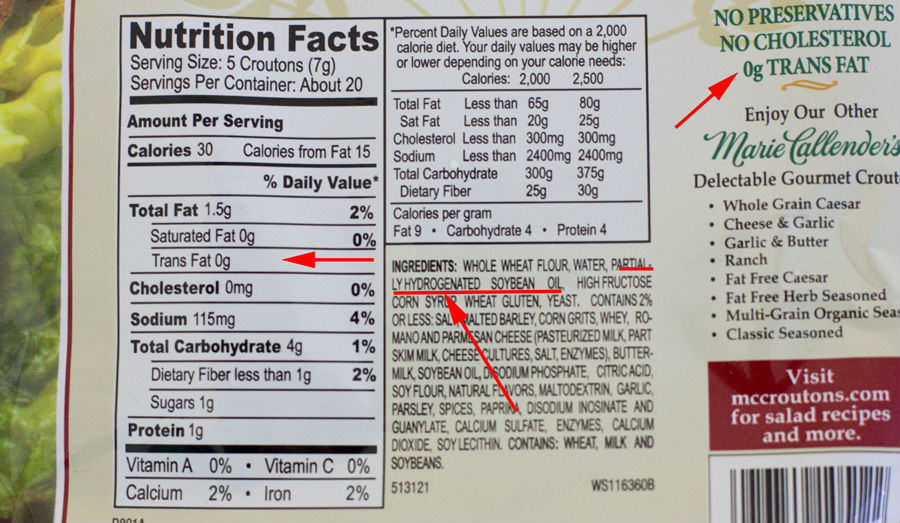 Nutrition Facts
Serving Size: 5 Croutons (7g)
Servings Per Container: About 20
Amount Per Serving
Calories 30 Calories from Fat 15
% Daily Value*
Total Fat 1.5g 2%
Saturated Fat 0g 0%
Trans Fat 0g
Cholesterol 0mg 0%
Sodium 115mg 4%
Total Carbohydrate 4g 1%
Dietary Fiber less than 1g 2%
Sugars 1g
Protein 1g
Vitamin A 0% • Vitamin C 0%
Calcium 2% • Iron 2%
*Percent Daily Values are based on a 2,000
calorie diet. Your daily values may be higher
or lower depending on your calorie needs:
Calories: 2,000 2,500
Total Fat Less than 65g 80g
Sat Fat Less than 20g 25g
Cholesterol Less than 300mg 300mg
Sodium Less than 2400mg 2400mg
Total Carbohydrate 300g 375g
Dietary Fiber 25g 30g
Calories per gram
Fat 9 • Carbohydrate 4 • Protein 4
INGREDIENTS: WHOLE WHEAT FLOUR, WATER, PARTIAL-
LY HYDROGENATED SOYBEAN OIL, HIGH FRUCTOSE
CORN SYRUP, WHEAT GLUTEN, YEAST. CONTAINS 2%
OR LESS: SALT, MALTED BARLEY, CORN GRITS, WHEY, RO-
MANO AND PARMESAN CHEESE (PASTEURIZED MILK, PART
SKIM MILK, CHEESE CULTURES, SALT, ENZYMES), BUTTER-
MILK, SOYBEAN OIL, DISODIUM PHOSPHATE, CITRIC ACID,
SOY FLOUR, NATURAL FLAVORS, MALTODEXTRIN, GARLIC,
PARSLEY, SPICES, PAPRIKA, DISODIUM INOSINATE AND
GUANYLATE, CALCIUM SULFATE, ENZYMES, CALCIUM
DIOXIDE, SOY LECITHIN. CONTAINS: WHEAT, MILK AND
SOYBEANS.
513121 WS116360B
NO PRESERVATIVES
NO CHOLESTEROL
0g TRANS FAT
Enjoy Our Other
Marie Callender's
Delectable Gourmet Crout
• Whole Grain Caesar
• Cheese & Garlic
• Garlic & Butter
• Ranch
• Fat Free Caesar
• Fat Free Herb Seasoned
• Multi-Grain Organic Seas
• Classic Seasoned
Visit
mccroutons.com
for salad recipes
and more.